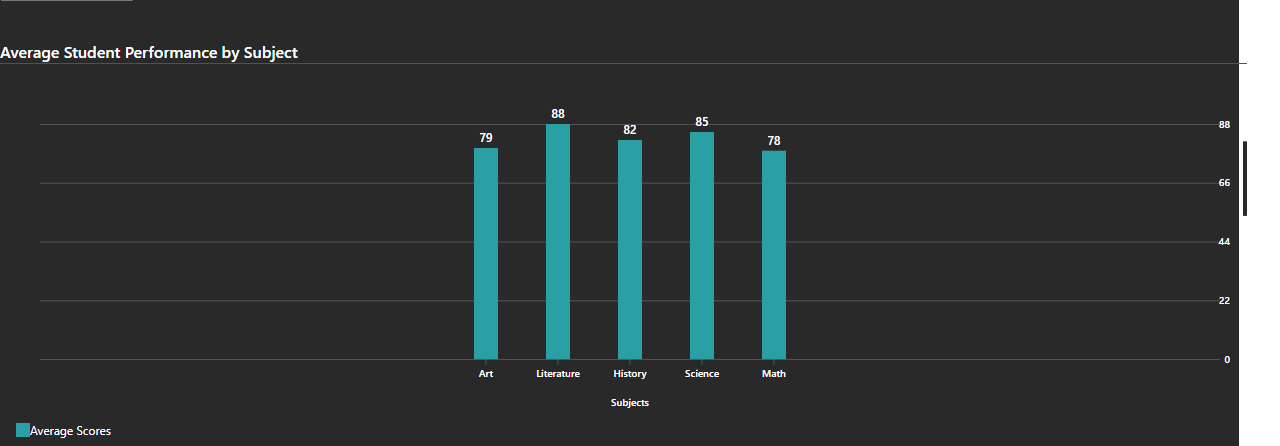 Average Student Performance by Subject
88
85
82
79
78
88
66
44
22
0
Art Literature History Science Math
Subjects
Average Scores